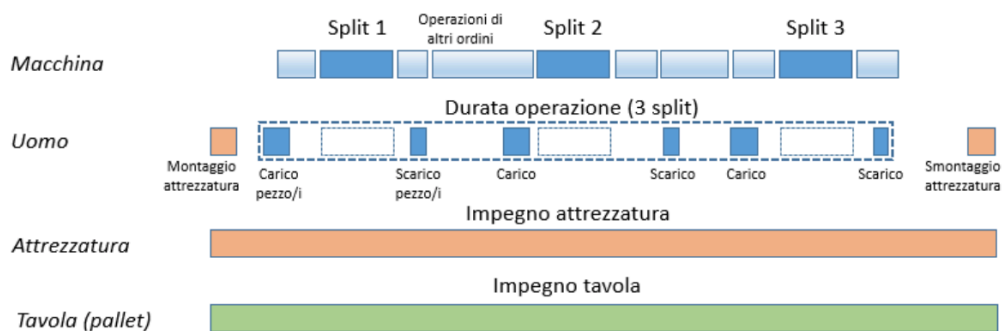 Split 1
Operazioni di
altri ordini
Split 2
Split 3
Macchina
Durata operazione (3 split)
Uomo
Montaggio
attrezzatura
Carico
pezzo/i
Scarico
pezzo/i
Carico
Scarico
Carico
Scarico
Smontaggio
attrezzatura
Impegno attrezzatura
Attrezzatura
Impegno tavola
Tavola (pallet)